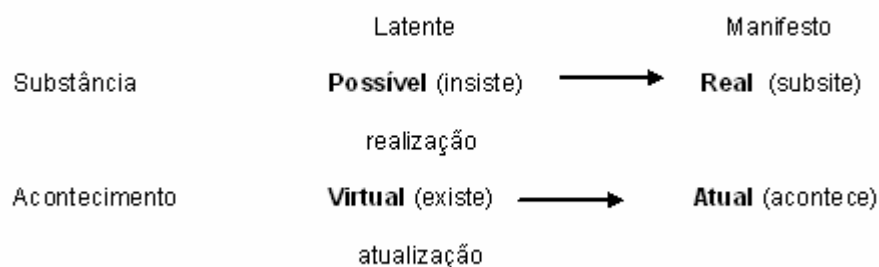 Latente Manifesto
Substância Possível (insiste) Real (subsite)
realização
Acontecimento Virtual (existe) Atual (acontece)
atualização